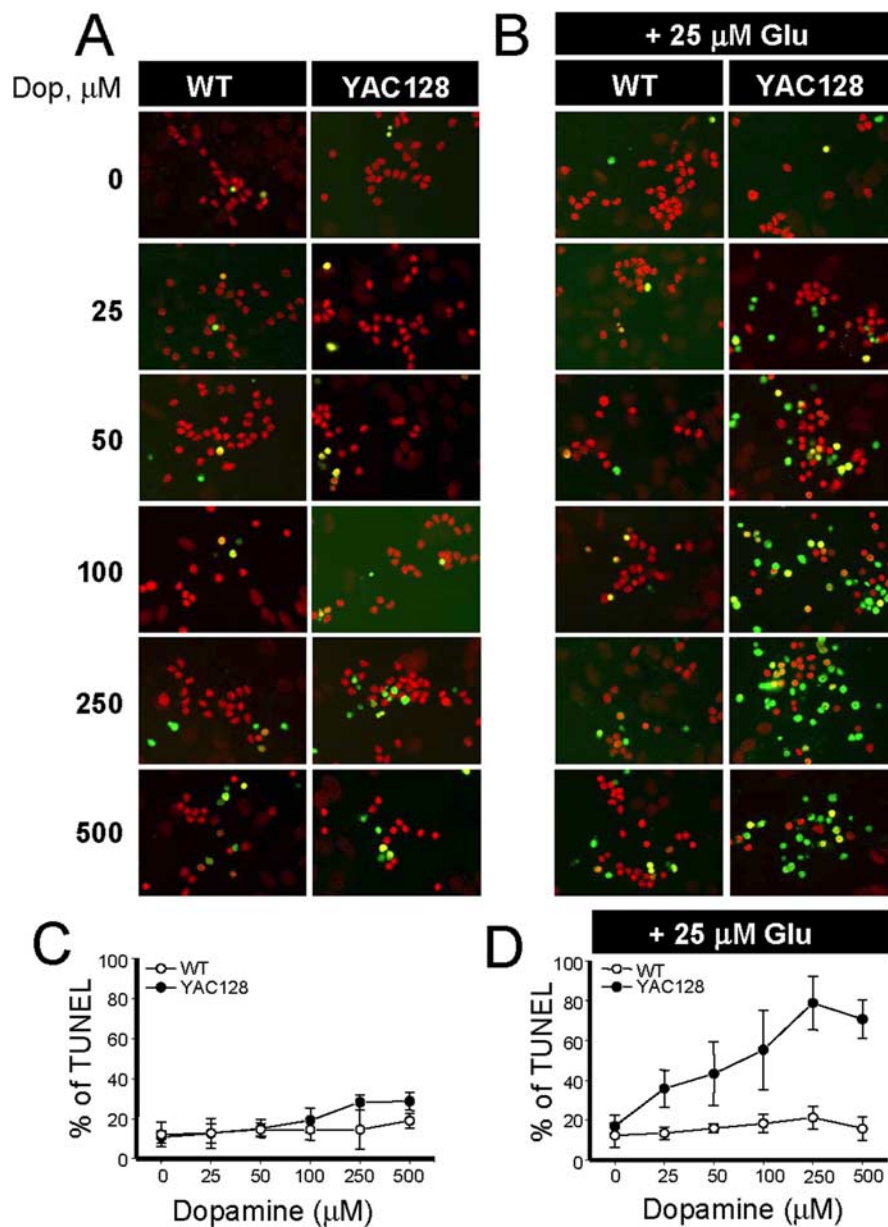 A
B
+ 25 µM Glu
Dop, µM
WT
YAC128
WT
YAC128
0
25
50
100
250
500
C
D
+ 25 µM Glu
% of TUNEL
100
80
60
40
20
0
WT
YAC128
0 25 50 100 250 500
Dopamine (µM)
% of TUNEL
100
80
60
40
20
0
WT
YAC128
0 25 50 100 250 500
Dopamine (µM)